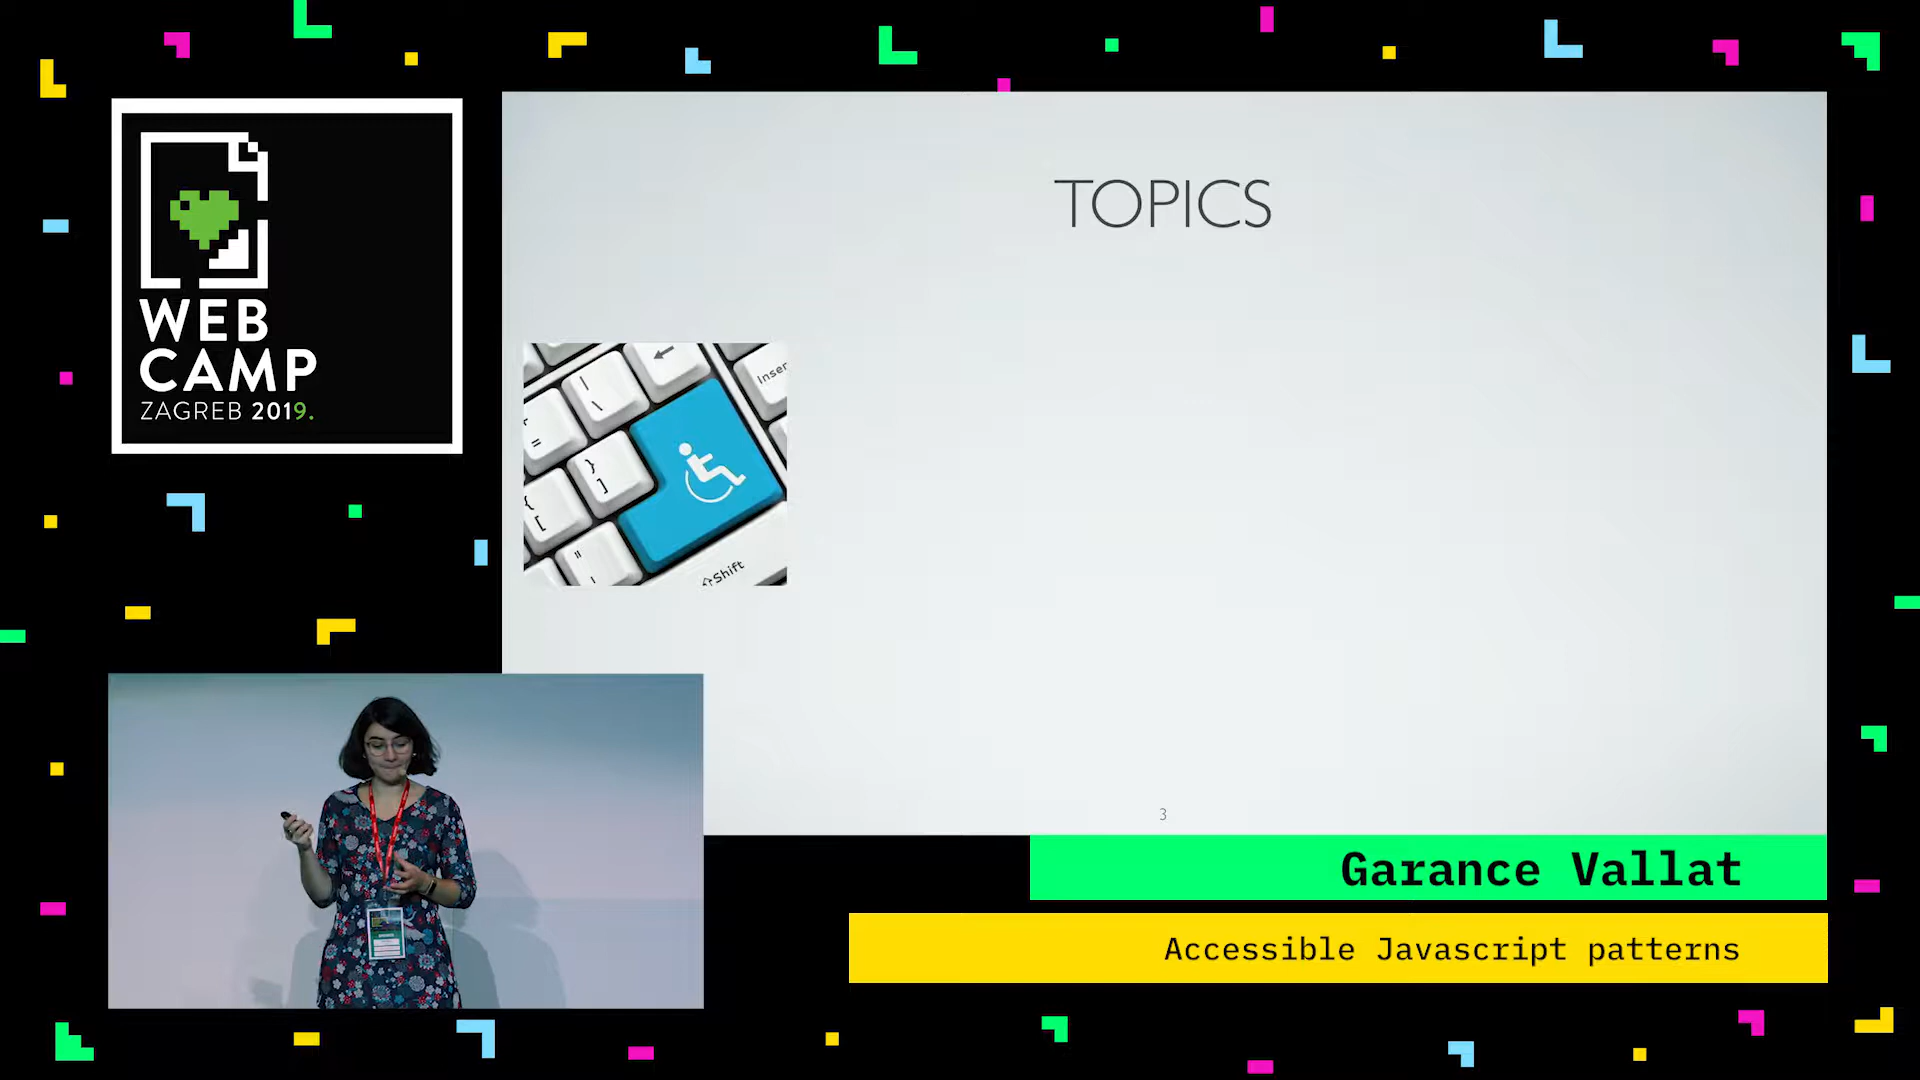 WEB
CAMP
ZAGREB 2019.
TOPICS
Inser
| \
+ =
} ]
{ [
" '
⇧Shift
3
Garance Vallat
Accessible Javascript patterns